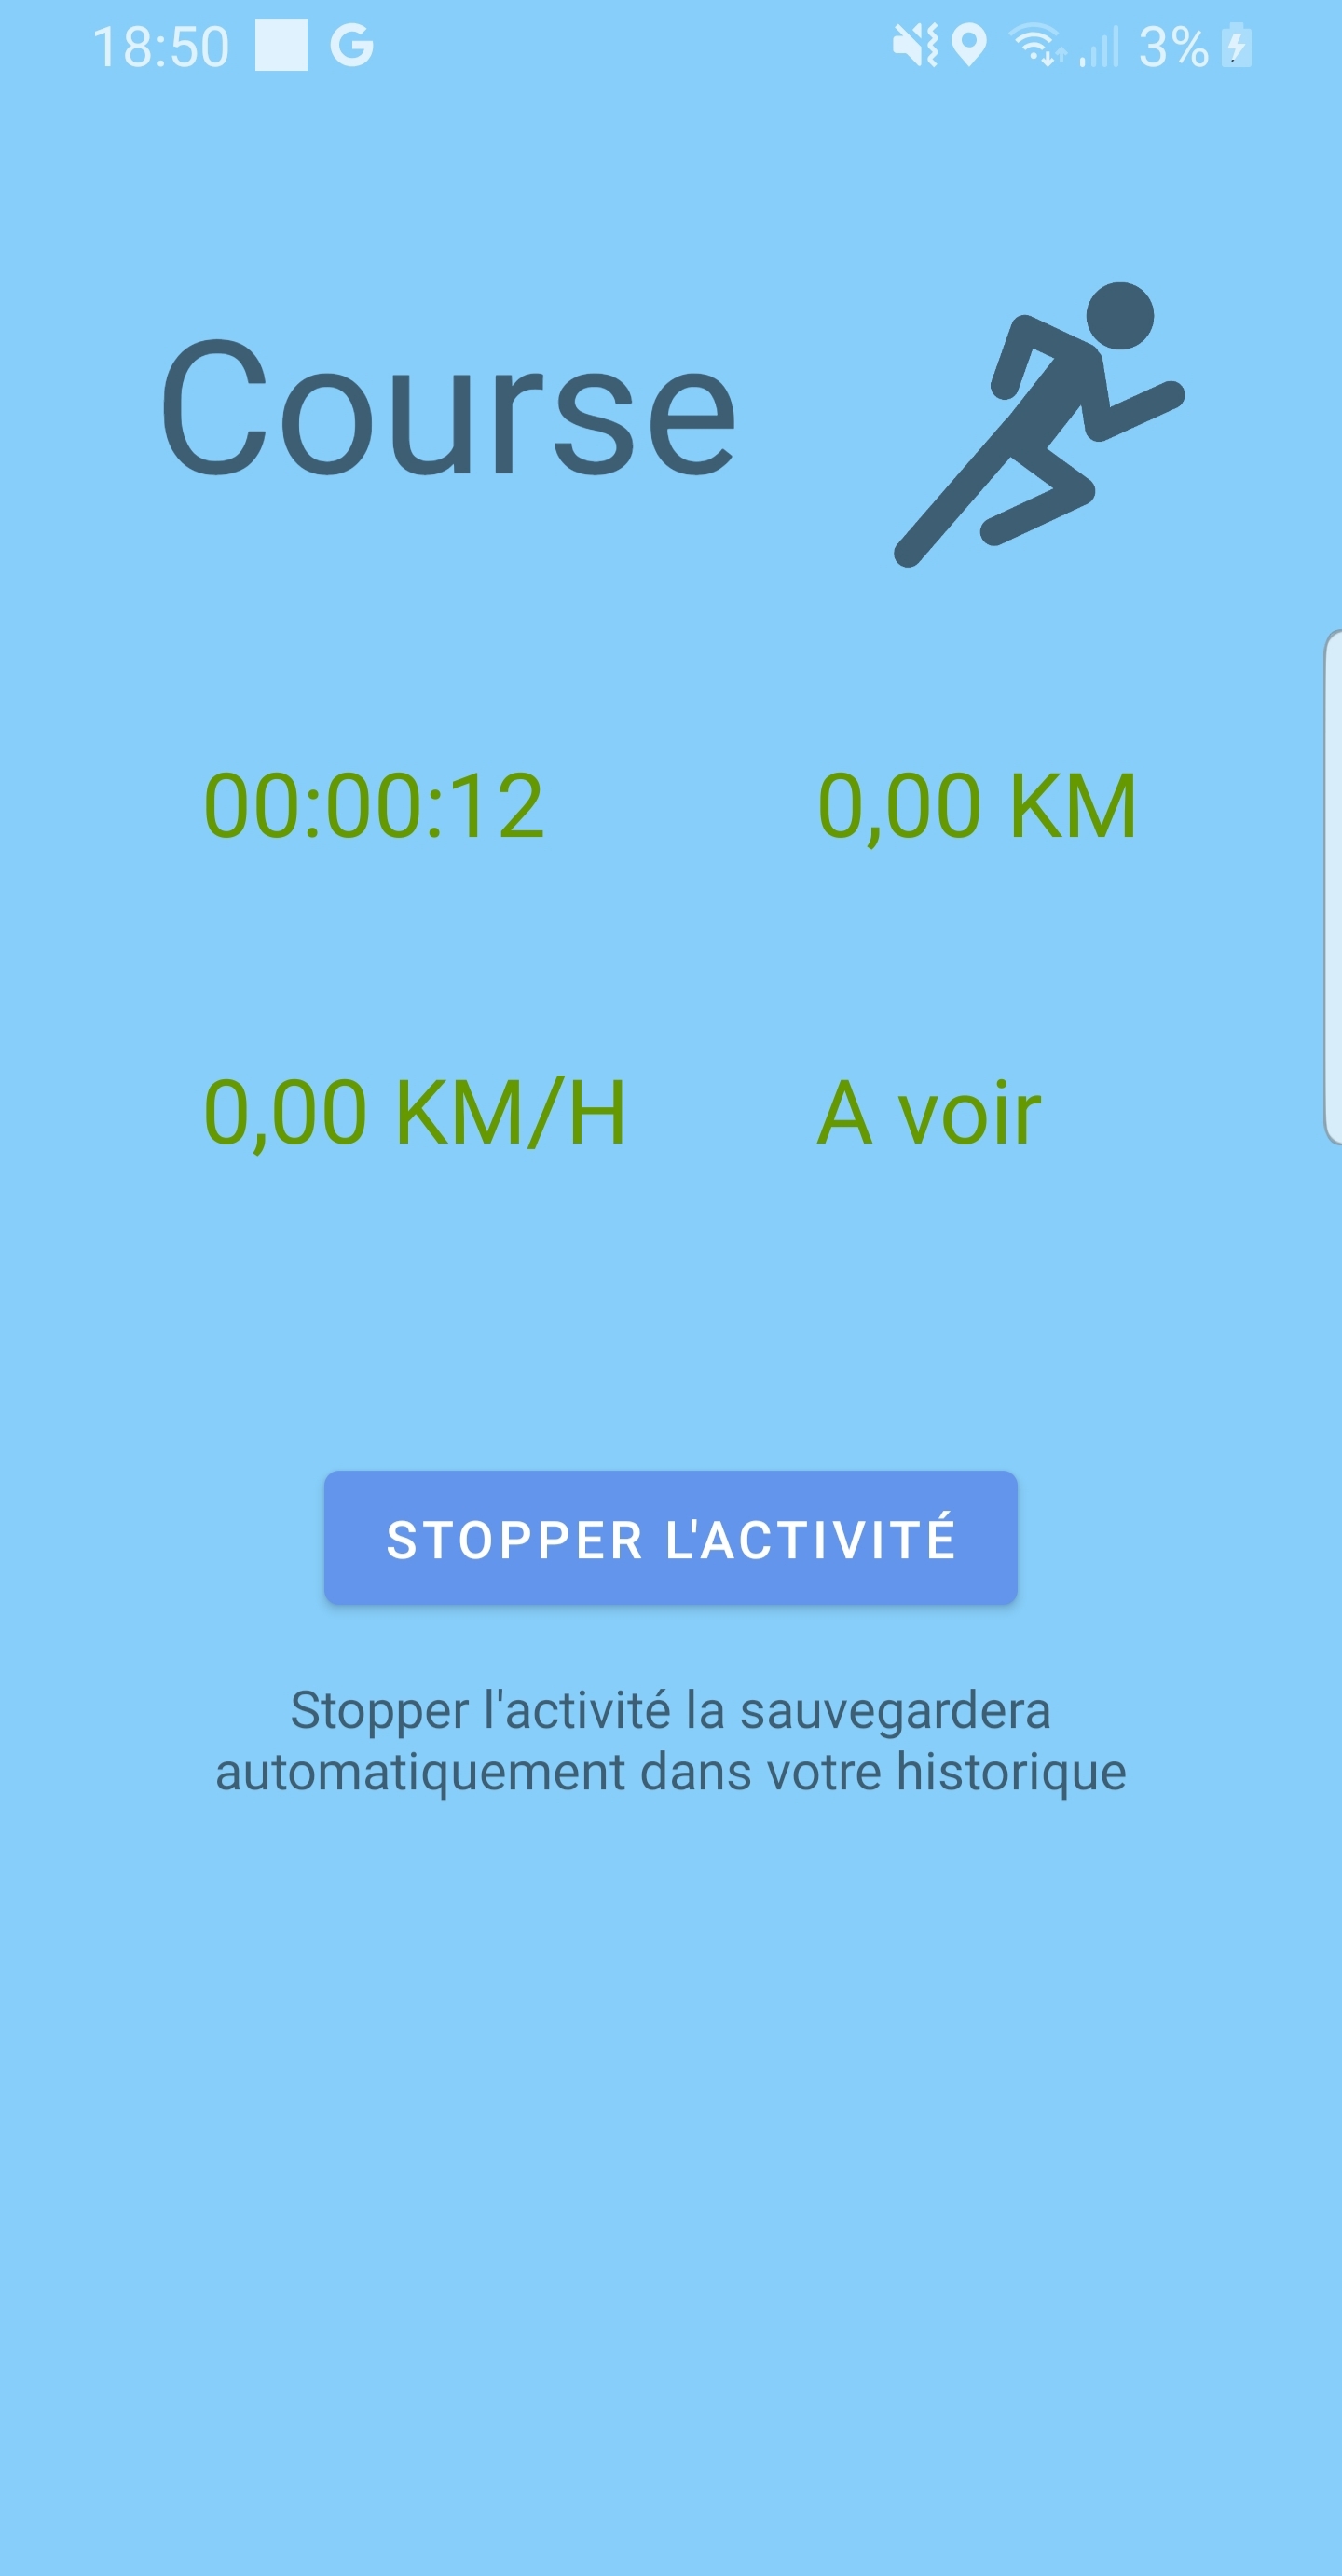 18:50 G 3%
Course
00:00:12 0,00 KM
0,00 KM/H A voir
STOPPER L'ACTIVITÉ
Stopper l'activité la sauvegardera
automatiquement dans votre historique